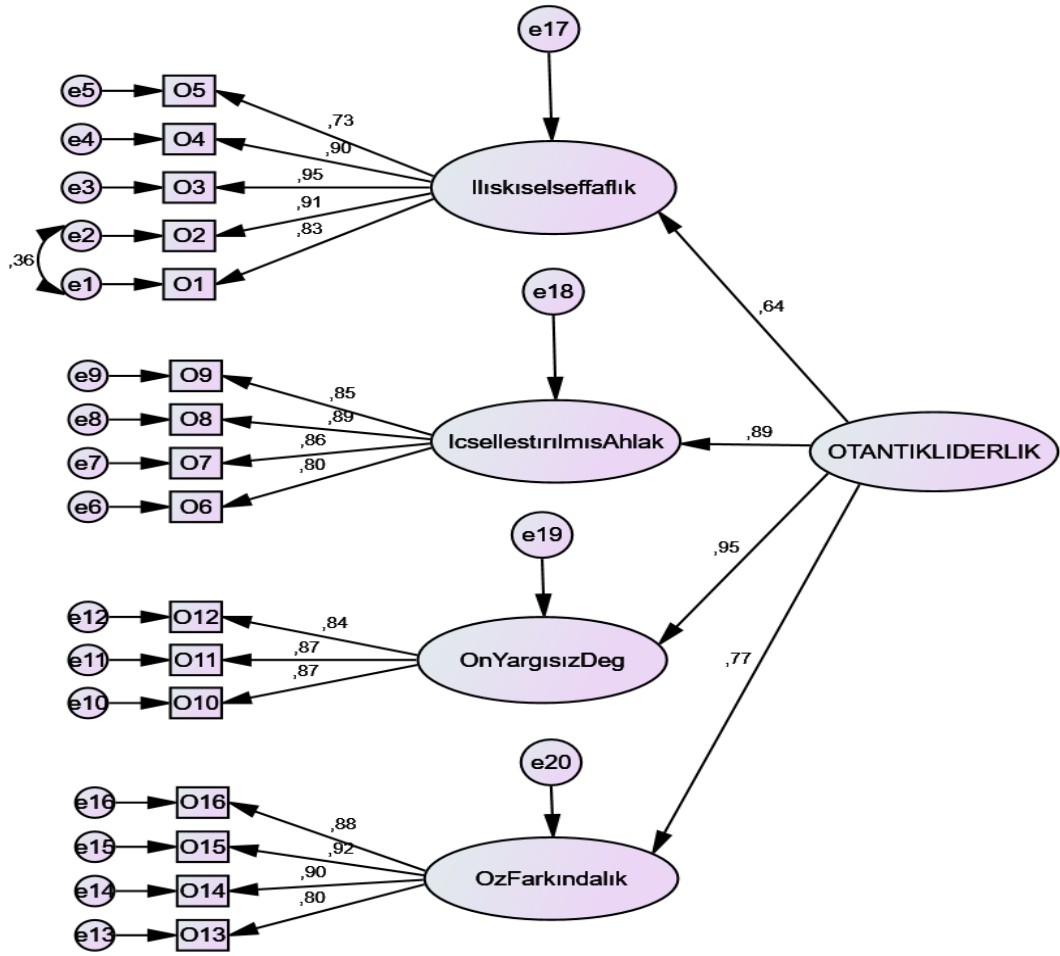 e17
e5
O5
,73
e4
O4
,90
e3
O3
,95
Ilıskıselseffaflık
e2
O2
,91
,36
e1
O1
,83
e18
,64
e9
O9
,85
e8
O8
,89
e7
O7
,86
IcsellestırılmısAhlak
,89
OTANTIKLIDERLIK
e6
O6
,80
e19
,95
e12
O12
,84
e11
O11
,87
OnYargısızDeg
,77
e10
O10
,87
e20
e16
O16
,88
e15
O15
,92
e14
O14
,90
OzFarkındalık
e13
O13
,80